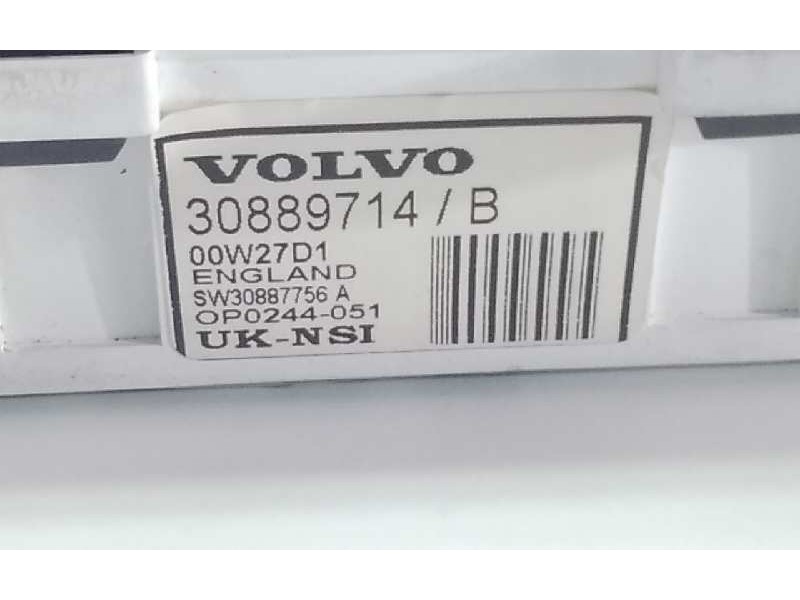 VOLVO
30889714 / B
00W27D1
ENGLAND
SW30887756 A
OP0244-051
UK-NSI